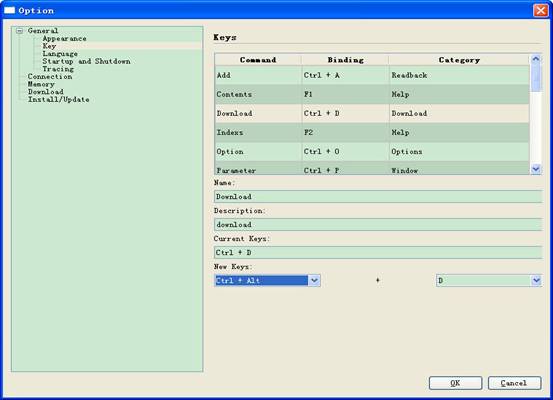 Option
General
Appearance
Key
Language
Startup and Shutdown
Tracing
Connection
Memory
Download
Install/Update
Keys
Command Binding Category
Add Ctrl + A Readback
Contents F1 Help
Download Ctrl + D Download
Indexs F2 Help
Option Ctrl + O Options
Parameter Ctrl + P Window
Name:
Download
Description:
download
Current Keys:
Ctrl + D
New Keys:
Ctrl + Alt + D
OK Cancel